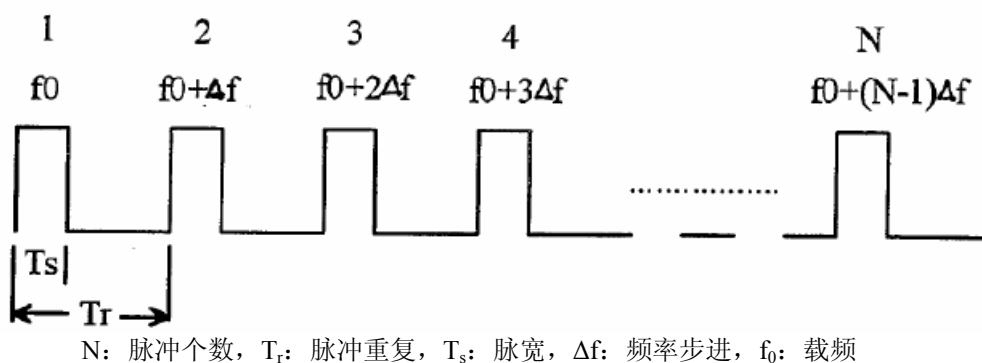 1 2 3 4 N
f0 f0+Δf f0+2Δf f0+3Δf f0+(N-1)Δf
Ts
Tr
N：脉冲个数，Tr：脉冲重复，Ts：脉宽，Δf：频率步进，f0：载频